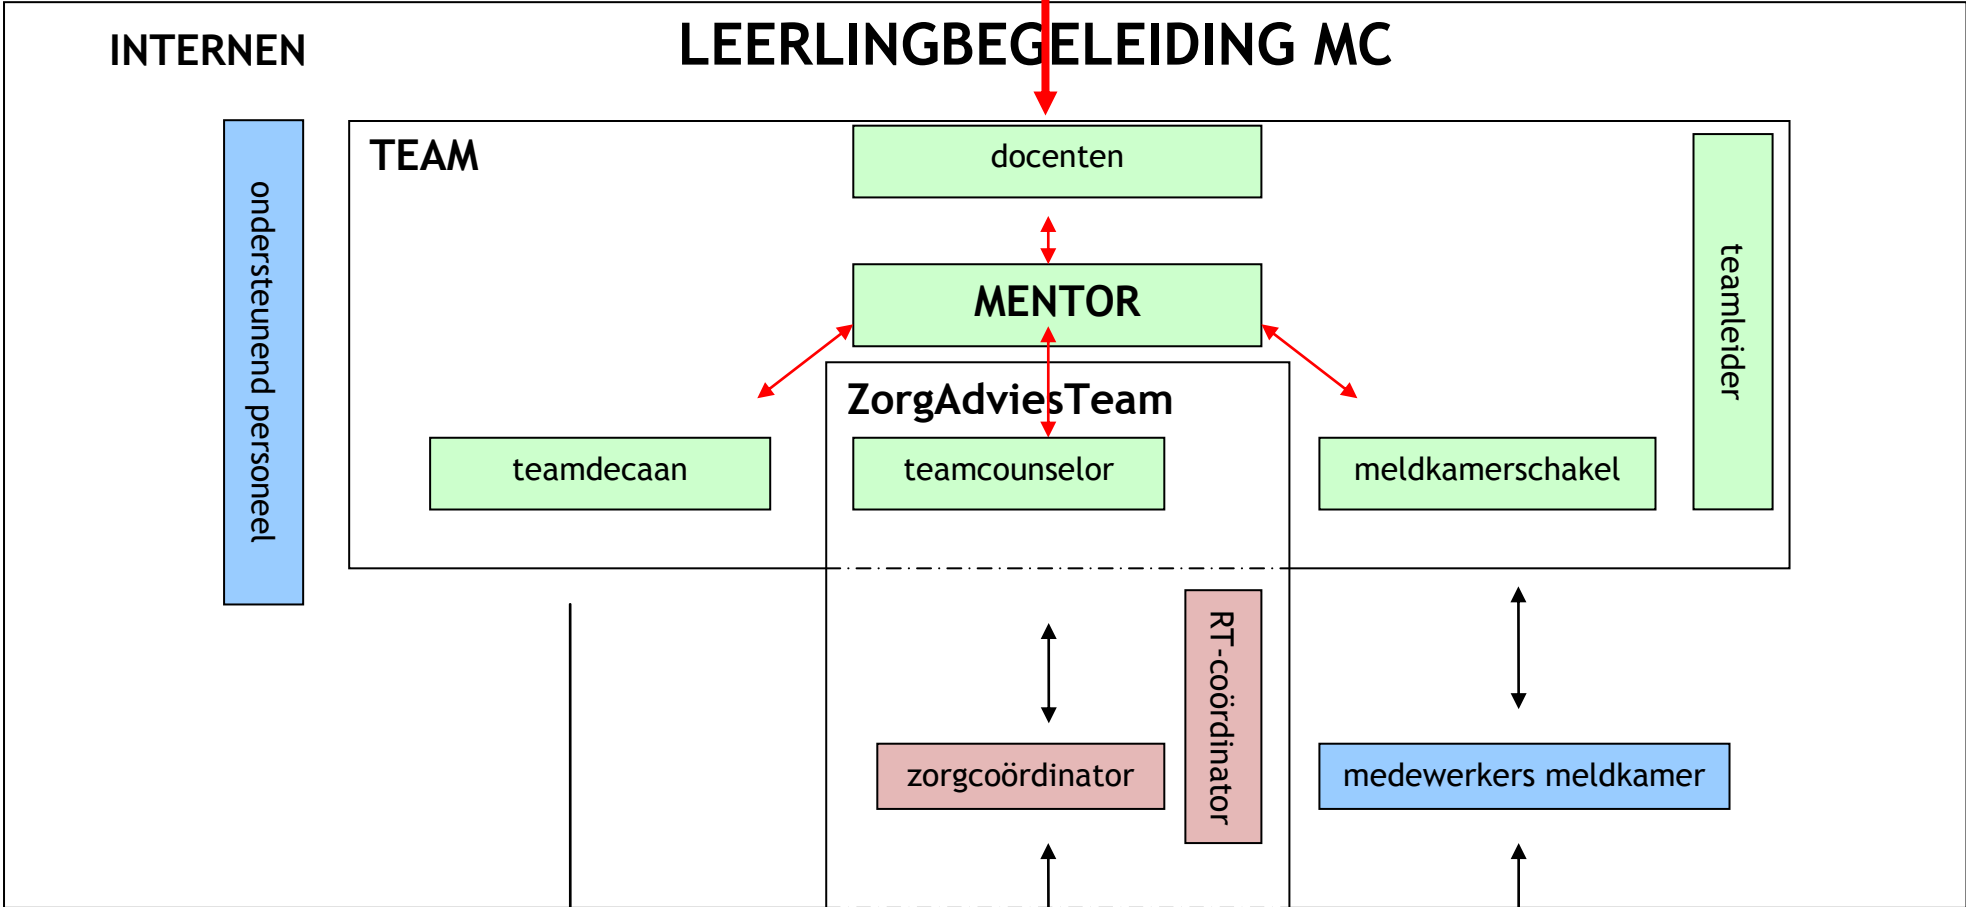 INTERNEN
LEERLINGBEGELEIDING MC
TEAM
docenten
ondersteunend personeel
teamleider
MENTOR
ZorgAdviesTeam
teamdecaan
teamcounselor
meldkamerschakel
RT-coördinator
zorgcoördinator
medewerkers meldkamer